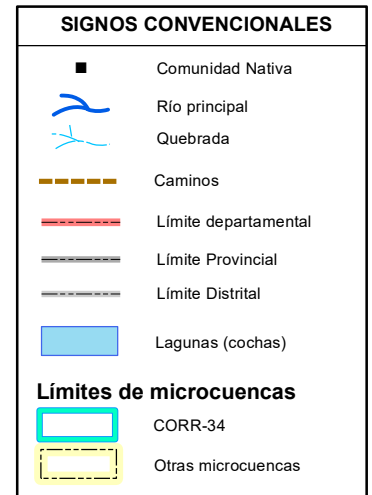 SIGNOS CONVENCIONALES
Comunidad Nativa
Río principal
Quebrada
Caminos
Límite departamental
Límite Provincial
Límite Distrital
Lagunas (cochas)
Límites de microcuencas
CORR-34
Otras microcuencas